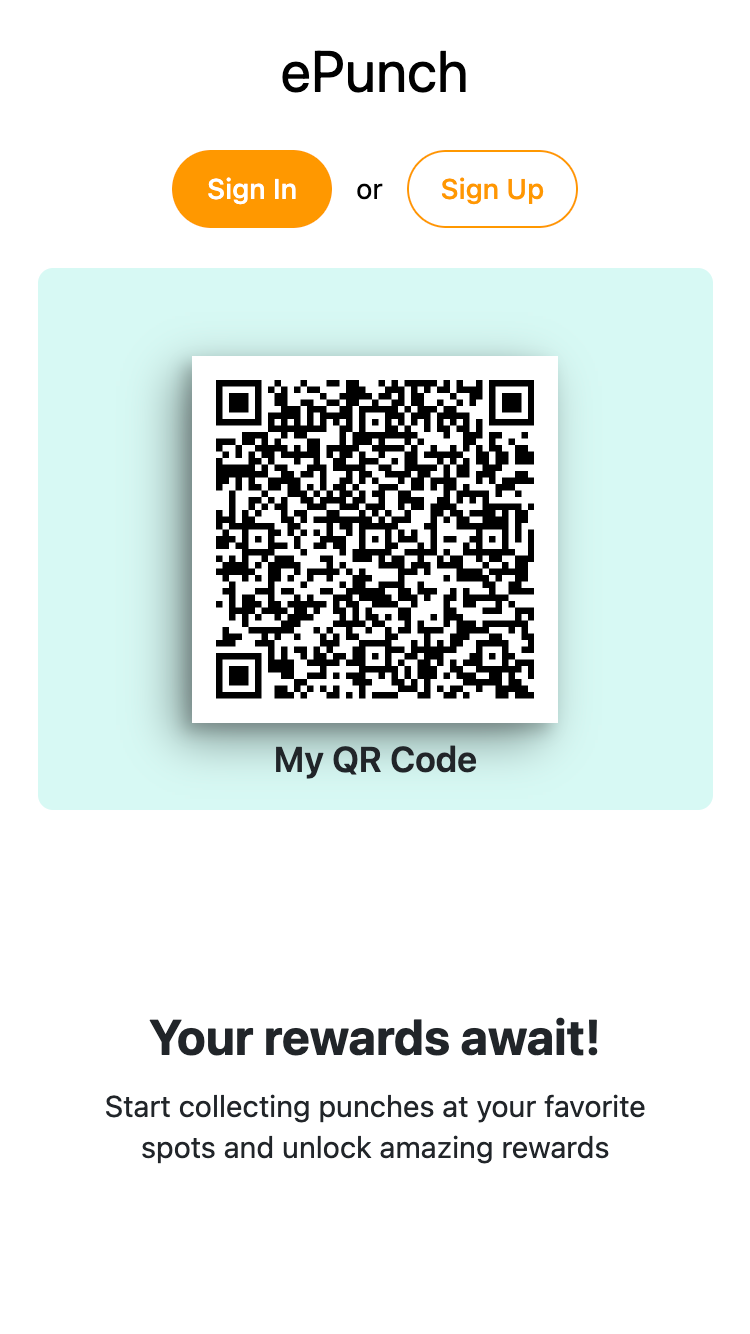 ePunch
Sign In or Sign Up
My QR Code
Your rewards await!
Start collecting punches at your favorite
spots and unlock amazing rewards